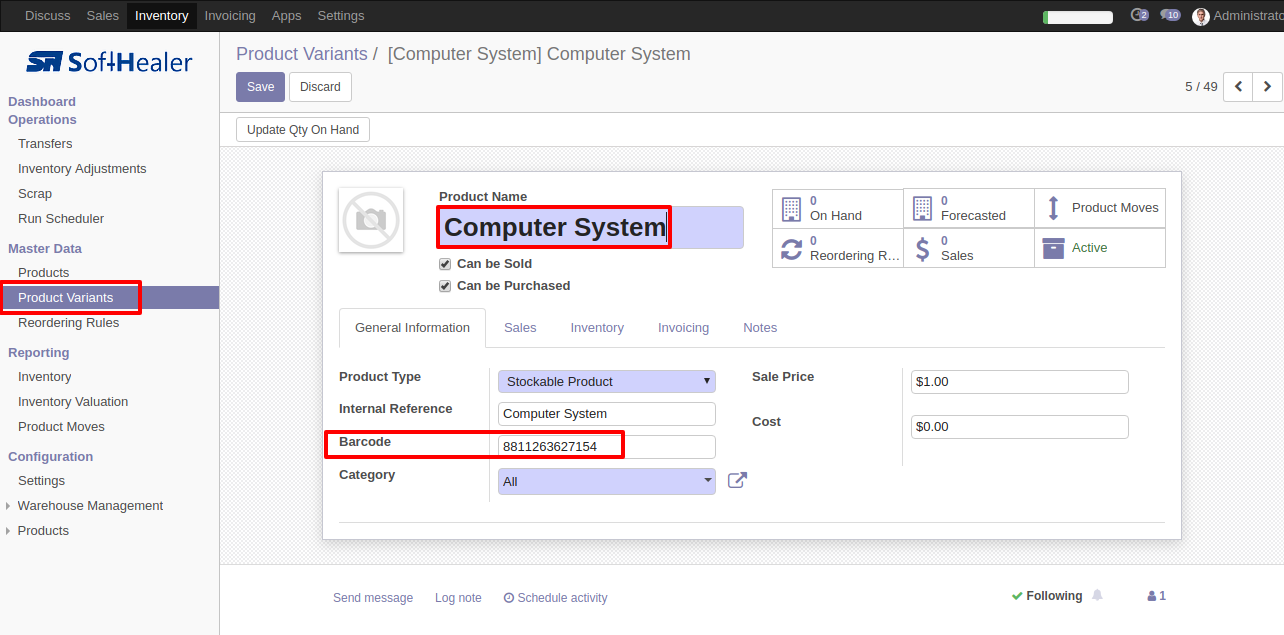 Discuss Sales Inventory Invoicing Apps Settings 2 10 Administrato
SoftHealer
Dashboard
Operations
Transfers
Inventory Adjustments
Scrap
Run Scheduler
Master Data
Products
Product Variants
Reordering Rules
Reporting
Inventory
Inventory Valuation
Product Moves
Configuration
Settings
Warehouse Management
Products
Product Variants / [Computer System] Computer System
Save Discard 5 / 49
Update Qty On Hand
Product Name
Computer System
Can be Sold
Can be Purchased
0 On Hand
0 Forecasted
Product Moves
0 Reordering R...
0 Sales
Active
General Information Sales Inventory Invoicing Notes
Product Type Stockable Product
Internal Reference Computer System
Barcode 8811263627154
Category All
Sale Price $1.00
Cost $0.00
Send message Log note Schedule activity Following 1